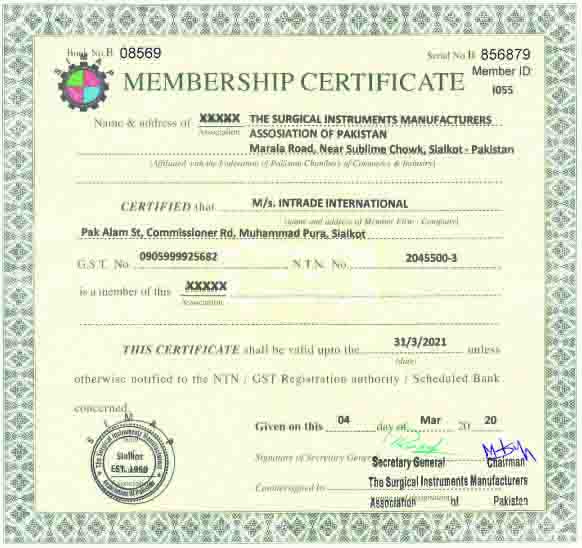 Book No.B 08569
Serial No.B 856879
Member ID
I055
SIMAP
MEMBERSHIP CERTIFICATE
Name & address of XXXXX THE SURGICAL INSTRUMENTS MANUFACTURERS
Association ASSOSIATION OF PAKISTAN
Marala Road, Near Sublime Chowk, Sialkot - Pakistan
(Affiliated with the Federation of Pakistan Chambers of Commerce & Industry)
CERTIFIED that M/s. INTRADE INTERNATIONAL
(name and address of Member Firm - Company)
Pak Alam St, Commissioner Rd, Muhammad Pura, Sialkot
G.S.T. No. 0905999925682 N.T.N. No. 2045500-3
is a member of this XXXXX
Association
THIS CERTIFICATE shall be valid upto the 31/3/2021 unless
(date)
otherwise notified to the NTN / GST Registration authority / Scheduled Bank
concerned.
Given on this 04 day of Mar 20 20
SIMAP
The Surgical Instruments Manufacturers
Sialkot
EST. 1958
Association of Pakistan
Signature of Secretary General
Secretary General Chairman
Countersigned by The Surgical Instruments Manufacturers
Association of Pakistan